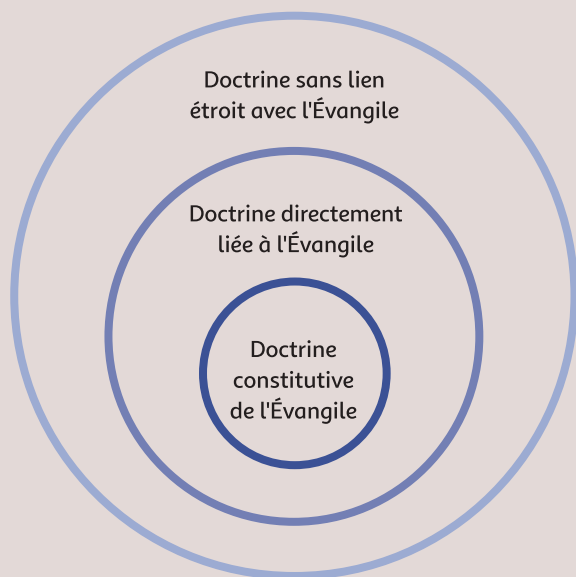 Doctrine sans lien
étroit avec l'Évangile
Doctrine directement
liée à l'Évangile
Doctrine
constitutive
de l'Évangile